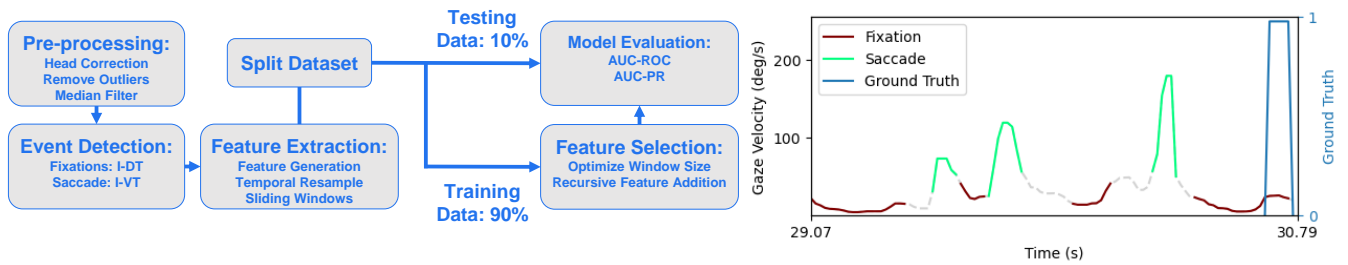 Pre-processing:
Head Correction
Remove Outliers
Median Filter
Event Detection:
Fixations: I-DT
Saccade: I-VT
Split Dataset
Feature Extraction:
Feature Generation
Temporal Resample
Sliding Windows
Testing
Data: 10%
Training
Data: 90%
Model Evaluation:
AUC-ROC
AUC-PR
Feature Selection:
Optimize Window Size
Recursive Feature Addition
Gaze Velocity (deg/s)
200
100
Fixation
Saccade
Ground Truth
1
0
Ground Truth
29.07
30.79
Time (s)